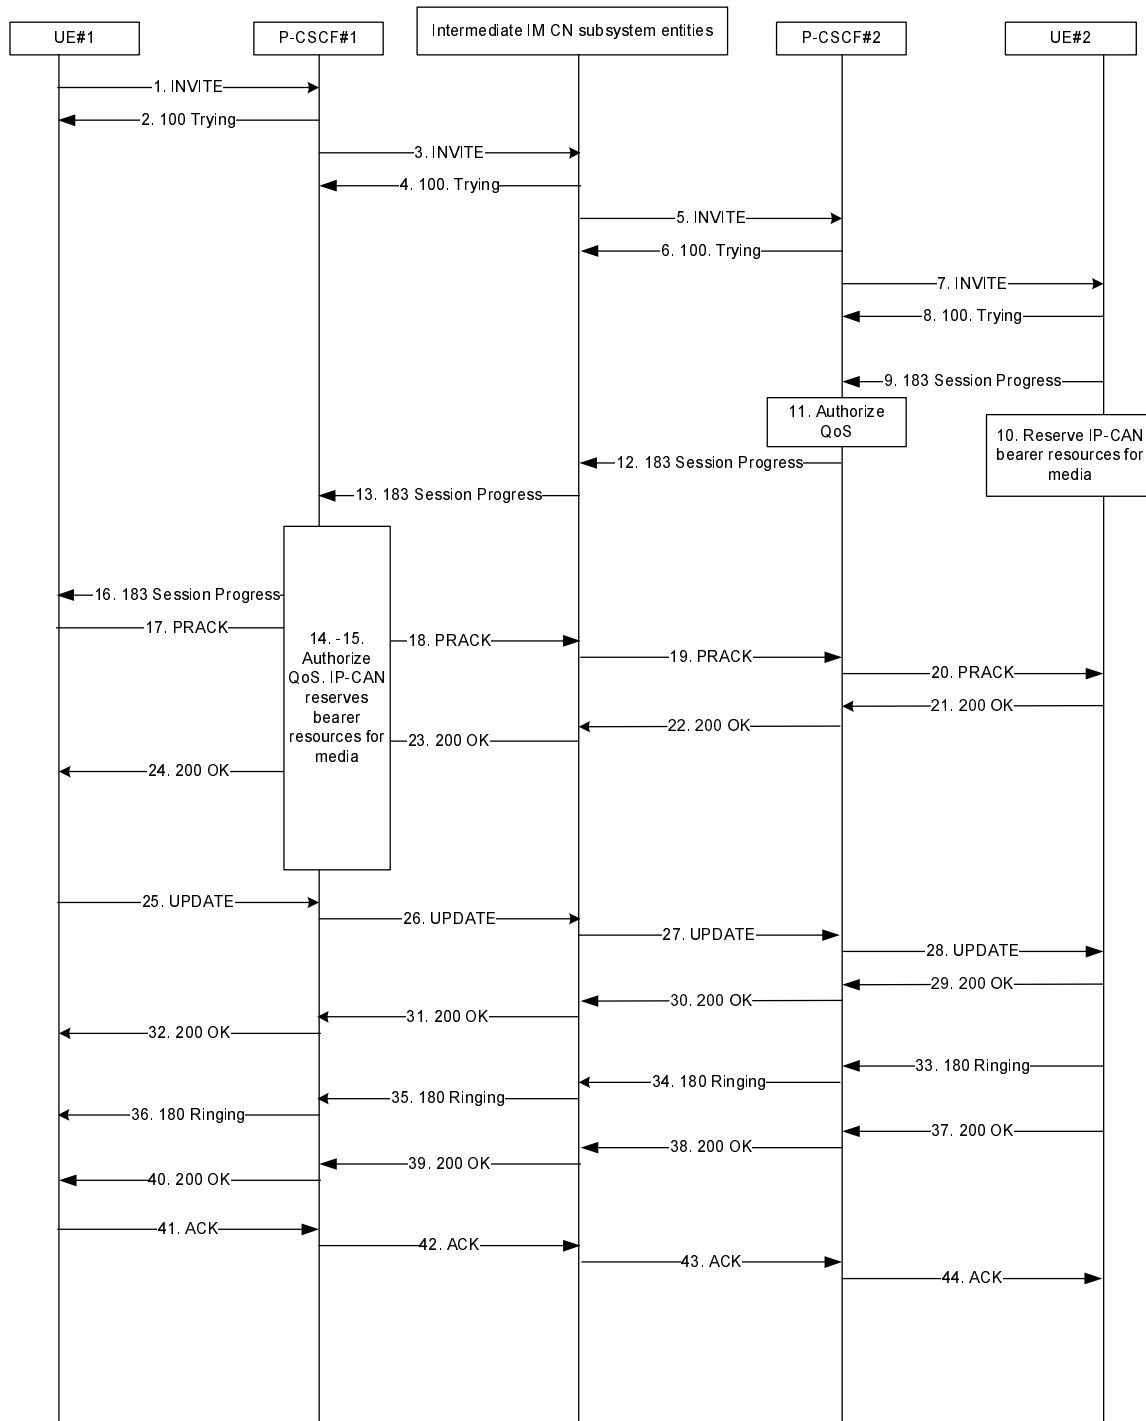 UE#1
P-CSCF#1
Intermediate IM CN subsystem entities
P-CSCF#2
UE#2
1. INVITE
2. 100 Trying
3. INVITE
4. 100. Trying
5. INVITE
6. 100. Trying
7. INVITE
8. 100. Trying
9. 183 Session Progress
11. Authorize
QoS
10. Reserve IP-CAN
bearer resources for
media
12. 183 Session Progress
13. 183 Session Progress
16. 183 Session Progress
17. PRACK
14. -15.
Authorize
QoS. IP-CAN
reserves
bearer
resources for
media
18. PRACK
19. PRACK
20. PRACK
21. 200 OK
22. 200 OK
23. 200 OK
24. 200 OK
25. UPDATE
26. UPDATE
27. UPDATE
28. UPDATE
29. 200 OK
30. 200 OK
31. 200 OK
32. 200 OK
33. 180 Ringing
34. 180 Ringing
35. 180 Ringing
36. 180 Ringing
37. 200 OK
38. 200 OK
39. 200 OK
40. 200 OK
41. ACK
42. ACK
43. ACK
44. ACK